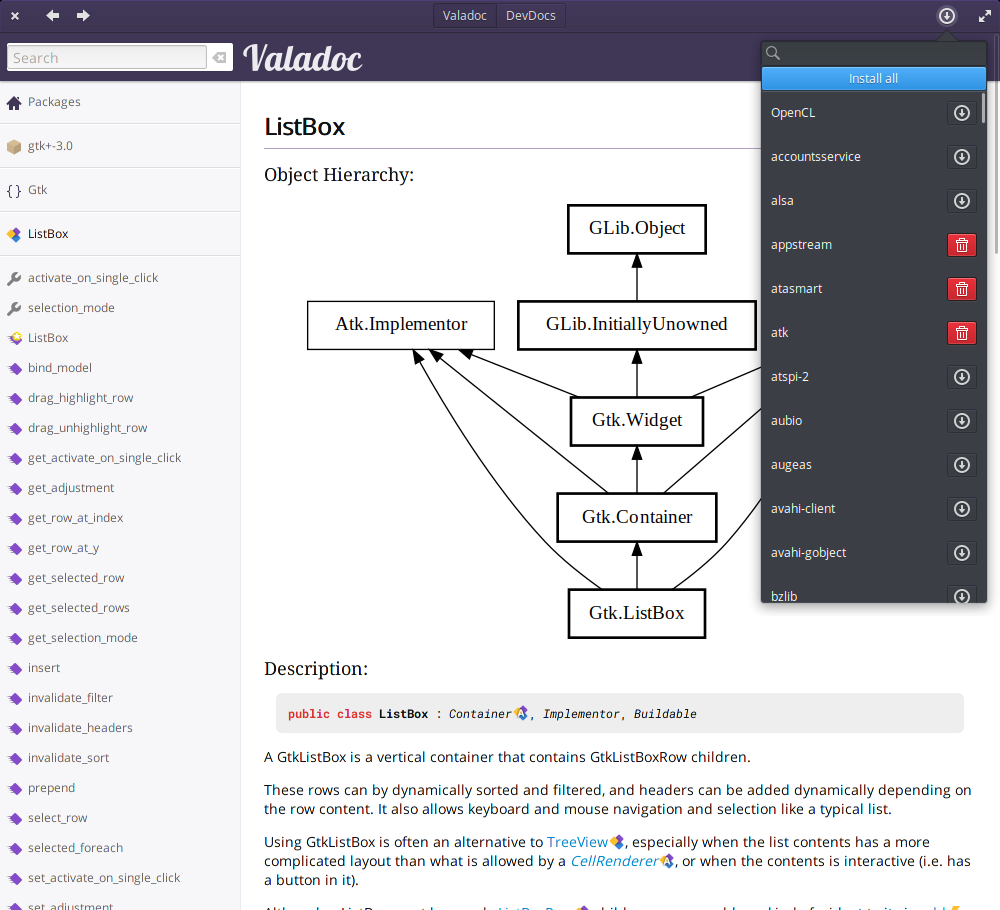 Valadoc
DevDocs
Search
Valadoc
Packages
gtk+-3.0
{} Gtk
ListBox
activate_on_single_click
selection_mode
ListBox
bind_model
drag_highlight_row
drag_unhighlight_row
get_activate_on_single_click
get_adjustment
get_row_at_index
get_row_at_y
get_selected_row
get_selected_rows
get_selection_mode
insert
invalidate_filter
invalidate_headers
invalidate_sort
prepend
select_row
selected_foreach
set_activate_on_single_click
set_adjustment
ListBox
Object Hierarchy:
GLib.Object
Atk.Implementor
GLib.InitiallyUnowned
Gtk.Widget
Gtk.Container
Gtk.ListBox
Description:
public class ListBox : Container, Implementor, Buildable
A GtkListBox is a vertical container that contains GtkListBoxRow children.
These rows can by dynamically sorted and filtered, and headers can be added dynamically depending on
the row content. It also allows keyboard and mouse navigation and selection like a typical list.
Using GtkListBox is often an alternative to TreeView, especially when the list contents has a more
complicated layout than what is allowed by a CellRenderer, or when the contents is interactive (i.e. has
a button in it).
Install all
OpenCL
accountsservice
alsa
appstream
atasmart
atk
atspi-2
aubio
augeas
avahi-client
avahi-gobject
bzlib